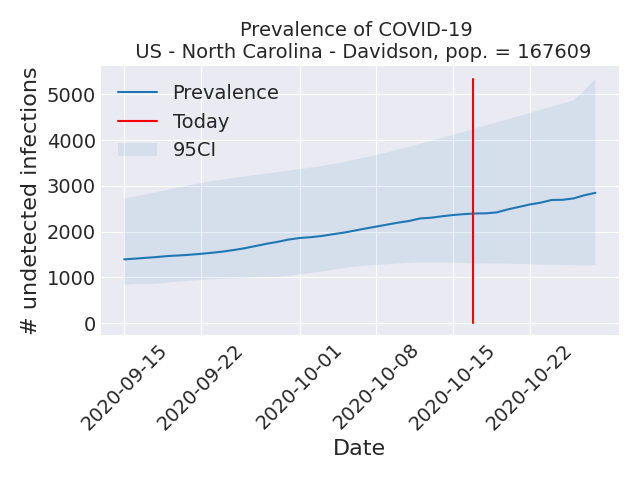 Prevalence of COVID-19
US - North Carolina - Davidson, pop. = 167609
# undetected infections
5000
4000
3000
2000
1000
0
Prevalence
Today
95CI
2020-09-15
2020-09-22
2020-10-01
2020-10-08
2020-10-15
2020-10-22
Date